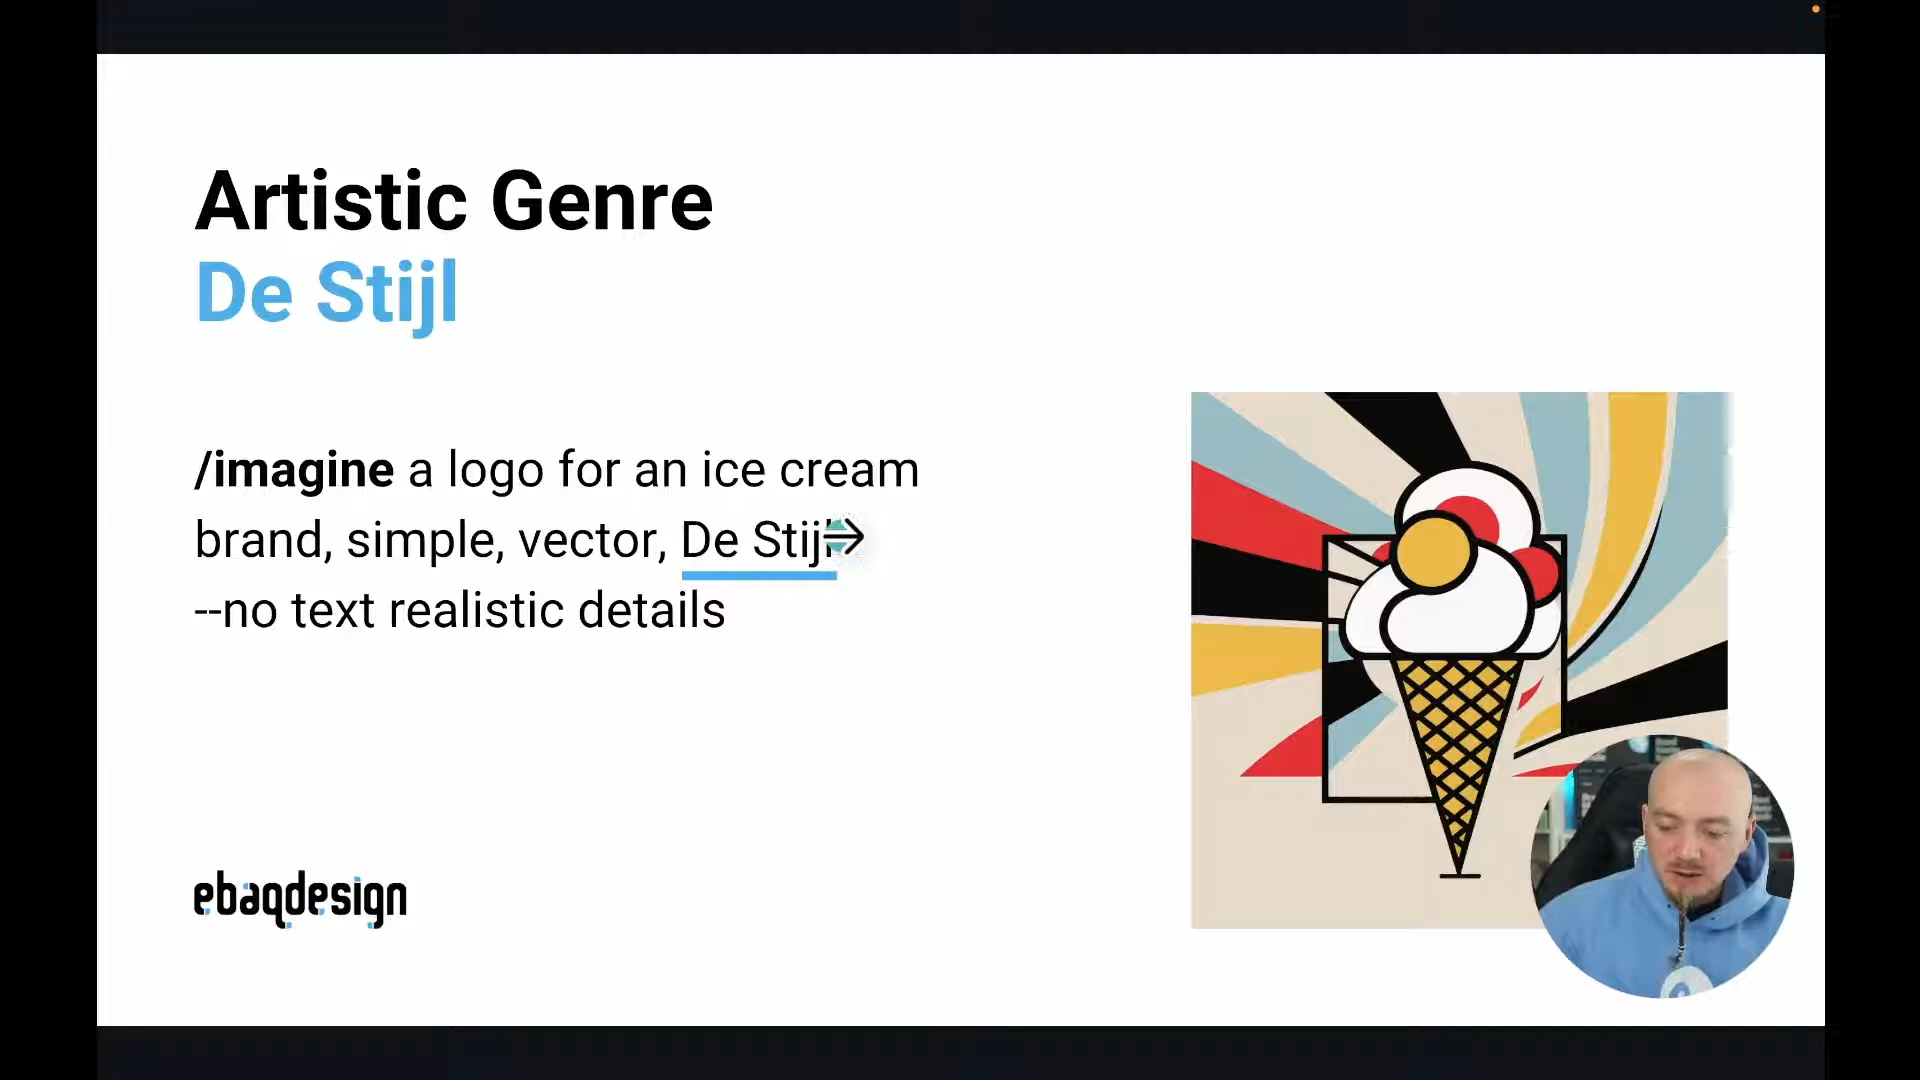 Artistic Genre
De Stijl
/imagine a logo for an ice cream
brand, simple, vector, De Stijl
--no text realistic details
ebaqdesign